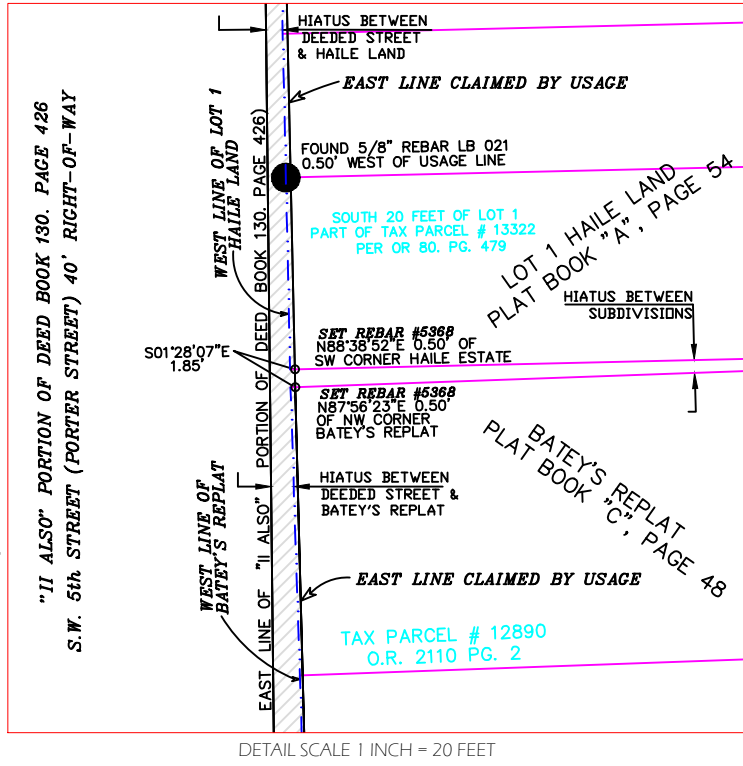 HIATUS BETWEEN
DEEDED STREET
& HAILE LAND
EAST LINE CLAIMED BY USAGE
"II ALSO" PORTION OF DEED BOOK 130. PAGE 426
S.W. 5th STREET (PORTER STREET) 40' RIGHT-OF-WAY
WEST LINE OF LOT 1
HAILE LAND
FOUND 5/8" REBAR LB 021
0.50' WEST OF USAGE LINE
SOUTH 20 FEET OF LOT 1
PART OF TAX PARCEL # 13322
PER OR 80. PG. 479
LOT 1 HAILE LAND
PLAT BOOK "A", PAGE 54
HIATUS BETWEEN
SUBDIVISIONS
S01°28'07"E
1.85'
SET REBAR #5368
N88°38'52"E 0.50' OF
SW CORNER HAILE ESTATE
SET REBAR #5368
N87°56'23"E 0.50'
OF NW CORNER
BATEY'S REPLAT
BATEY'S REPLAT
PLAT BOOK "C", PAGE 48
EAST LINE OF "II ALSO" PORTION OF DEED BOOK 130. PAGE 426)
HIATUS BETWEEN
DEEDED STREET &
BATEY'S REPLAT
WEST LINE OF
BATEY'S REPLAT
EAST LINE CLAIMED BY USAGE
TAX PARCEL # 12890
O.R. 2110 PG. 2
DETAIL SCALE 1 INCH = 20 FEET